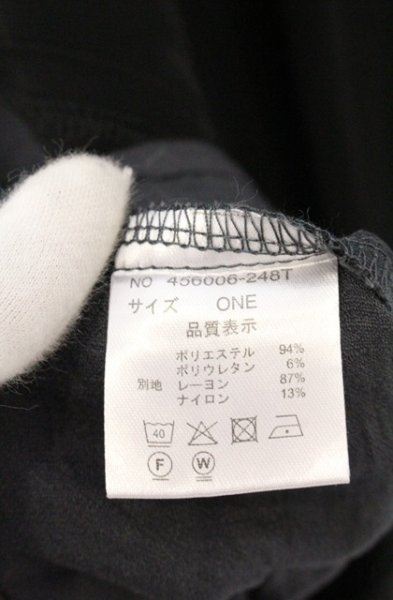 NO 456006-248T
サイズ ONE
品質表示
ポリエステル 94%
ポリウレタン 6%
別地 レーヨン 87%
ナイロン 13%
40
F W